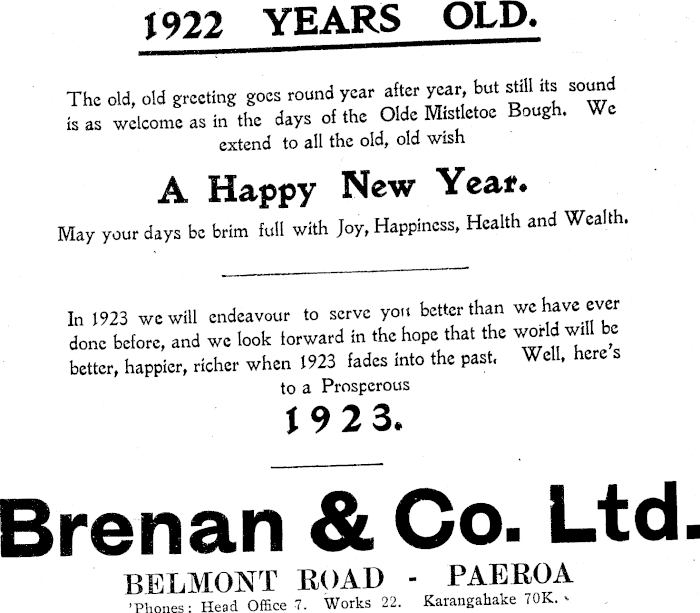 1922 YEARS OLD.
The old, old greeting goes round year after year, but still its sound
is as welcome as in the days of the Olde Mistletoe Bough. We
extend to all the old, old wish
A Happy New Year.
May your days be brim full with Joy, Happiness, Health and Wealth.
In 1923 we will endeavour to serve you better than we have ever
done before, and we look forward in the hope that the world will be
better, happier, richer when 1923 fades into the past. Well, here's
to a Prosperous
1923.
Brenan & Co. Ltd.
BELMONT ROAD - PAEROA
'Phones: Head Office 7. Works 22. Karangahake 70K.